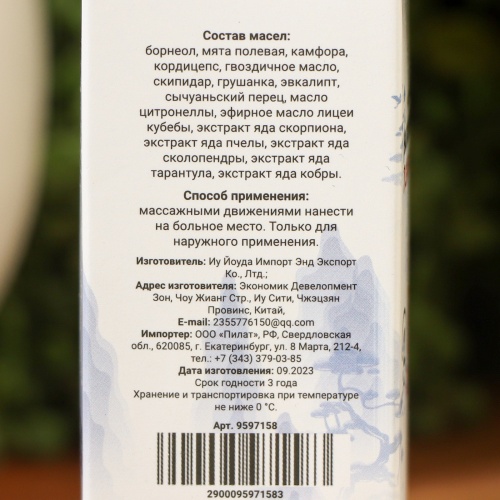 Состав масел:
борнеол, мята полевая, камфора,
кордицепс, гвоздичное масло,
скипидар, грушанка, эвкалипт,
сычуаньский перец, масло
цитронеллы, эфирное масло лицеи
кубебы, экстракт яда скорпиона,
экстракт яда пчелы, экстракт яда
сколопендры, экстракт яда
тарантула, экстракт яда кобры.
Способ применения:
массажными движениями нанести
на больное место. Только для
наружного применения.
Изготовитель: Иу Йоуда Импорт Энд Экспорт
Ко., Лтд.;
Адрес изготовителя: Экономик Девелопмент
Зон, Чоу Жианг Стр., Иу Сити, Чжэцзян
Провинс, Китай,
E-mail: 2355776150@qq.com
Импортер: ООО «Пилат», РФ, Свердловская
обл., 620085, г. Екатеринбург, ул. 8 Марта, 212-4,
тел.: +7 (343) 379-03-85
Дата изготовления: 09.2023
Срок годности 3 года
Хранение и транспортировка при температуре
не ниже 0 °C.
Арт. 9597158
2900095971583